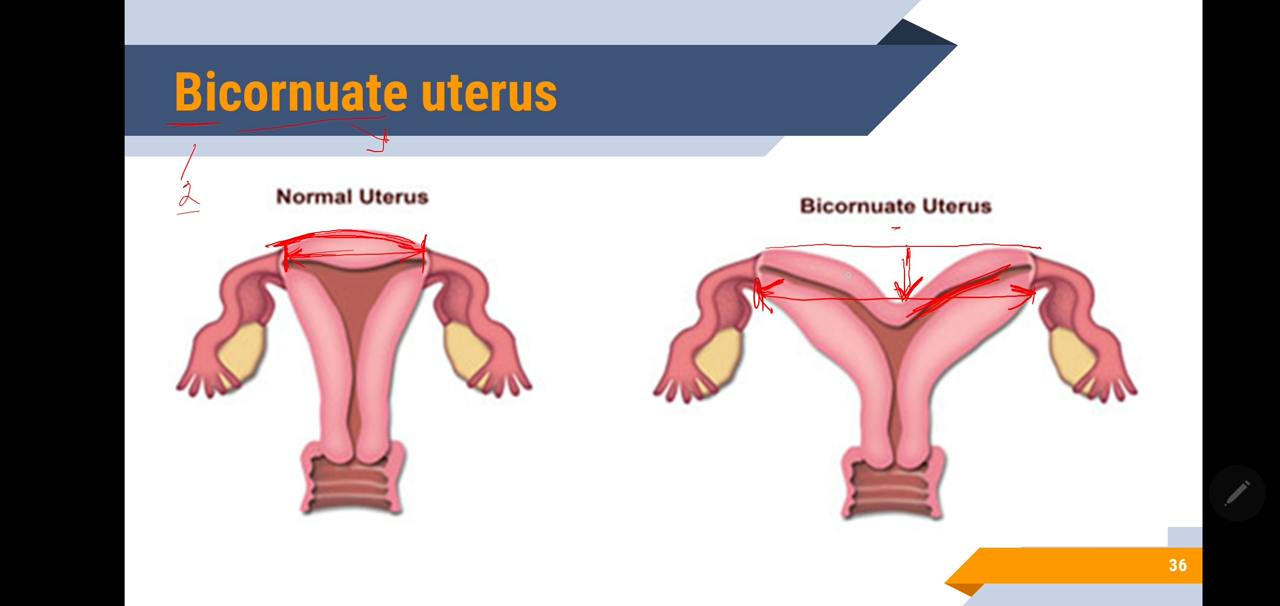 Bicornuate uterus
2
Normal Uterus
Bicornuate Uterus
36